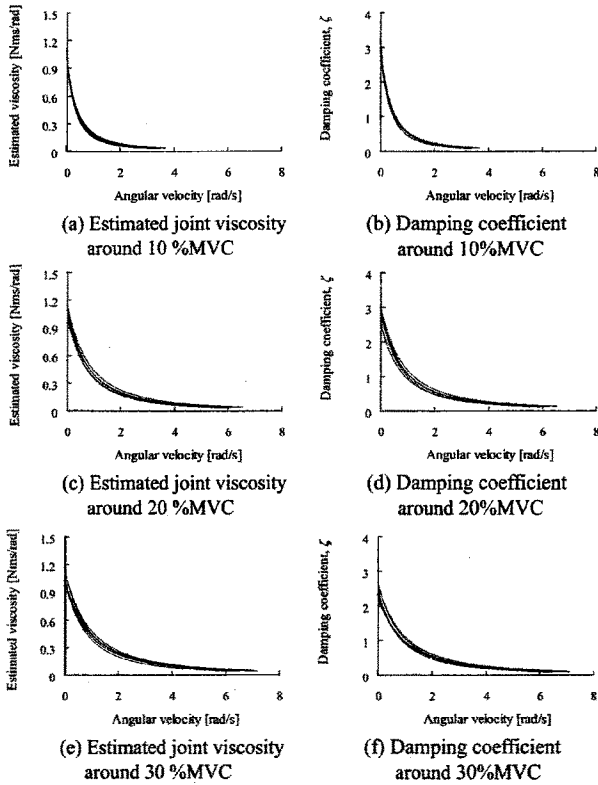 Estimated viscosity [Nms/rad]
1.5
1.2
0.9
0.6
0.3
0
0 2 4 6 8
Angular velocity [rad/s]
(a) Estimated joint viscosity
around 10 %MVC
Damping coefficient, ζ
4
3
2
1
0
0 2 4 6 8
Angular velocity [rad/s]
(b) Damping coefficient
around 10%MVC
Estimated viscosity [Nms/rad]
1.5
1.2
0.9
0.6
0.3
0
0 2 4 6 8
Angular velocity [rad/s]
(c) Estimated joint viscosity
around 20 %MVC
Damping coefficient, ζ
4
3
2
1
0
0 2 4 6 8
Angular velocity [rad/s]
(d) Damping coefficient
around 20%MVC
Estimated viscosity [Nms/rad]
1.5
1.2
0.9
0.6
0.3
0
0 2 4 6 8
Angular velocity [rad/s]
(e) Estimated joint viscosity
around 30 %MVC
Damping coefficient, ζ
4
3
2
1
0
0 2 4 6 8
Angular velocity [rad/s]
(f) Damping coefficient
around 30%MVC